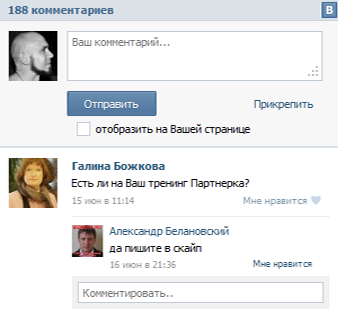 188 комментариев
В
Ваш комментарий...
Отправить
Прикрепить
отобразить на Вашей странице
Галина Божкова
Есть ли на Ваш тренинг Партнерка?
15 июн в 11:14
Мне нравится
Александр Белановский
да пишите в скайп
16 июн в 21:36
Мне нравится
Комментировать..